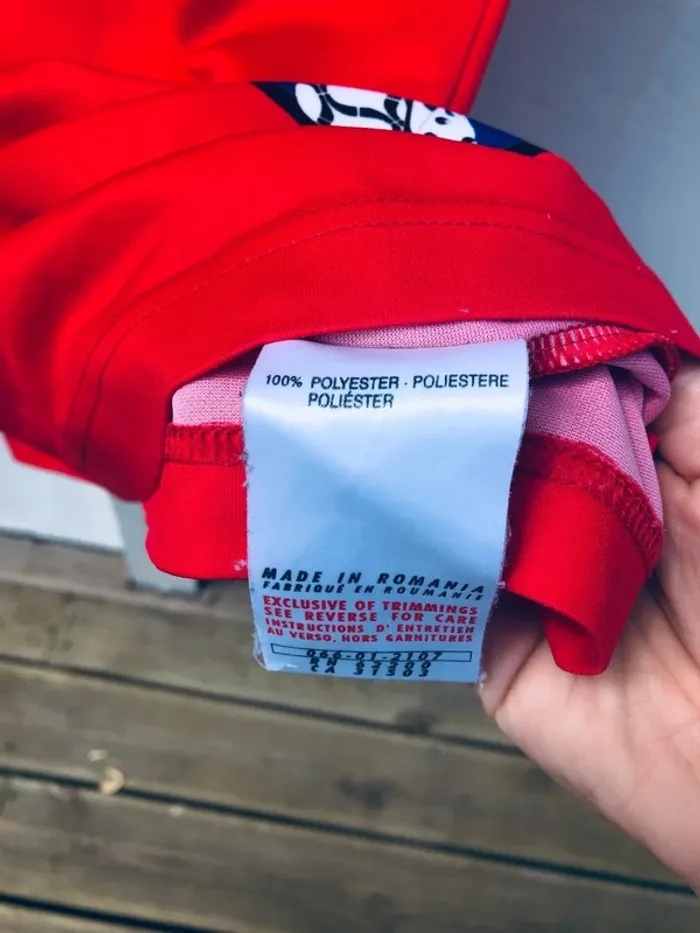 100% POLYESTER · POLIESTERE
POLIÉSTER
MADE IN ROMANIA
FABRIQUÉ EN ROUMANIE
EXCLUSIVE OF TRIMMINGS
SEE REVERSE FOR CARE
INSTRUCTIONS D' ENTRETIEN
AU VERSO. HORS GARNITURES
066-01-2107
RN
CA 31503